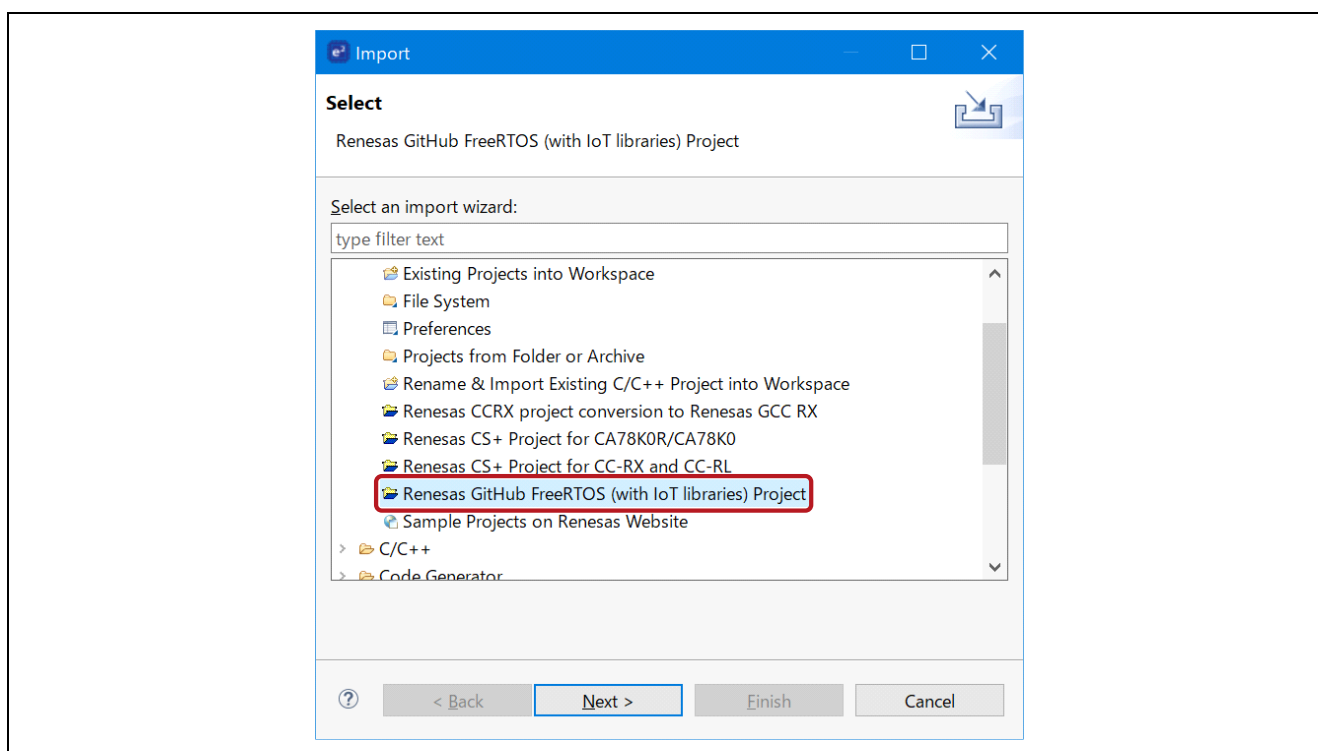 e² Import
Select
Renesas GitHub FreeRTOS (with IoT libraries) Project
Select an import wizard:
type filter text
Existing Projects into Workspace
File System
Preferences
Projects from Folder or Archive
Rename & Import Existing C/C++ Project into Workspace
Renesas CCRX project conversion to Renesas GCC RX
Renesas CS+ Project for CA78K0R/CA78K0
Renesas CS+ Project for CC-RX and CC-RL
Renesas GitHub FreeRTOS (with IoT libraries) Project
Sample Projects on Renesas Website
> C/C++
> Code Generator
? < Back Next > Finish Cancel